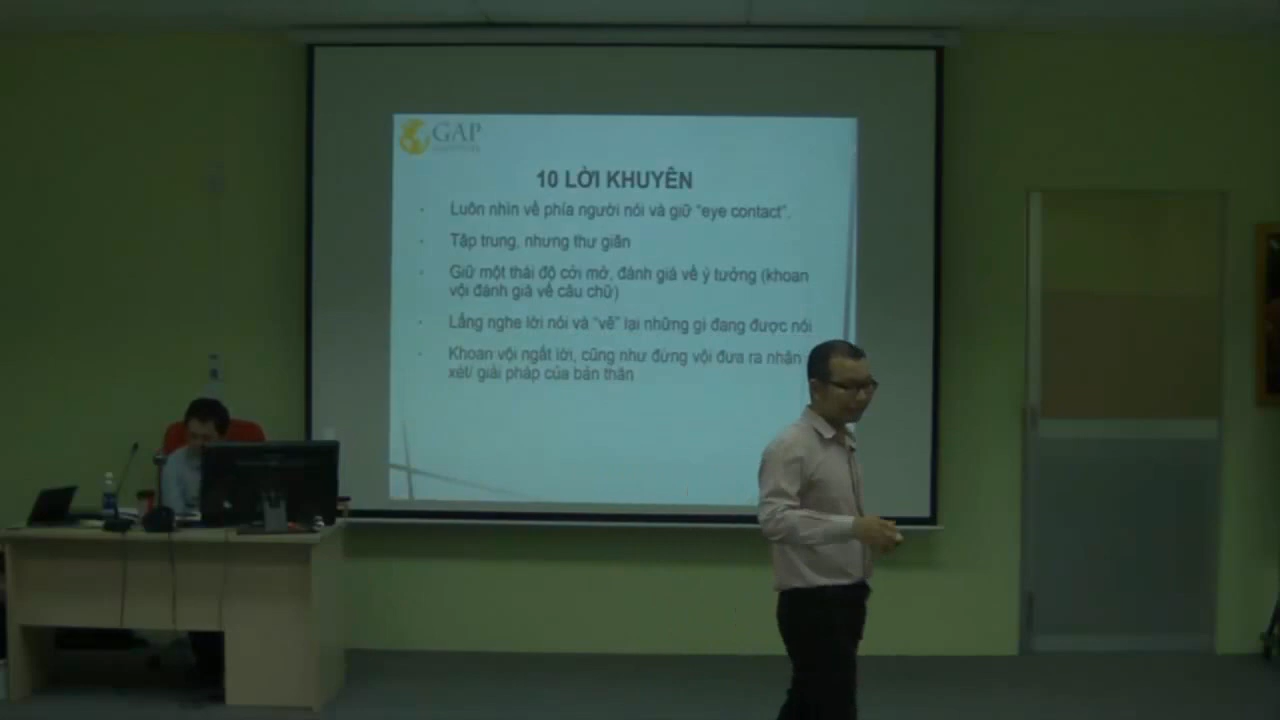 GAP
10 LỜI KHUYÊN
Luôn nhìn về phía người nói và giữ “eye contact”.
Tập trung, nhưng thư giãn
Giữ một thái độ cởi mở, đánh giá về ý tưởng (khoan
vội đánh giá về câu chữ)
Lắng nghe lời nói và “vẽ” lại những gì đang được nói
Khoan vội ngắt lời, cũng như đừng vội đưa ra nhận
xét/ giải pháp của bản thân